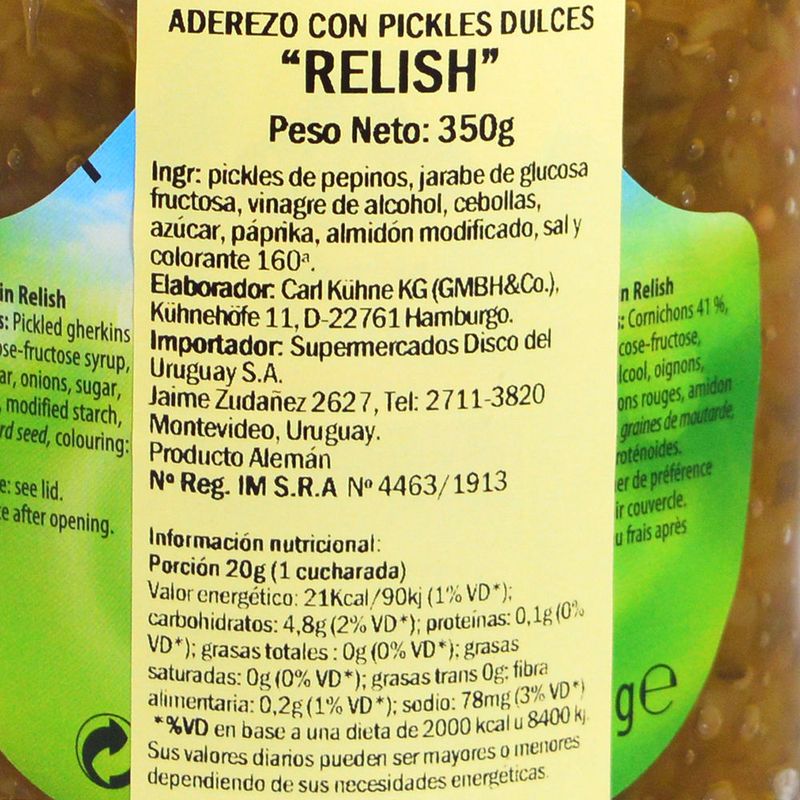 ADEREZO CON PICKLES DULCES
“RELISH”
Peso Neto: 350g
Ingr: pickles de pepinos, jarabe de glucosa
fructosa, vinagre de alcohol, cebollas,
azúcar, páprika, almidón modificado, sal y
colorante 160ª.
Elaborador: Carl Kühne KG (GMBH&Co.),
Kühnehöfe 11, D-22761 Hamburgo.
Importador: Supermercados Disco del
Uruguay S.A.
Jaime Zudañez 2627, Tel: 2711-3820
Montevideo, Uruguay.
Producto Alemán
Nº Reg. IM S.R.A Nº 4463/1913
Información nutricional:
Porción 20g (1 cucharada)
Valor energético: 21Kcal/90kj (1% VD*);
carbohidratos: 4,8g (2% VD*); proteínas: 0,1g (0%
VD*); grasas totales : 0g (0% VD*); grasas
saturadas: 0g (0% VD*); grasas trans 0g; fibra
alimentaria: 0,2g (1% VD*); sodio: 78mg (3% VD*)
*%VD en base a una dieta de 2000 kcal u 8400 kj
Sus valores diarios pueden ser mayores o menores
dependiendo de sus necesidades energéticas.
in Relish
s: Pickled gherkins
ose-fructose syrup,
ar, onions, sugar,
, modified starch,
rd seed, colouring:
e: see lid.
te after opening.
n Relish
: Cornichons 41 %,
cose-fructose,
lcool, oignons,
ons rouges, amidon
graines de moutarde,
roténoïdes.
er de préférence
ir couvercle.
u frais après
g℮